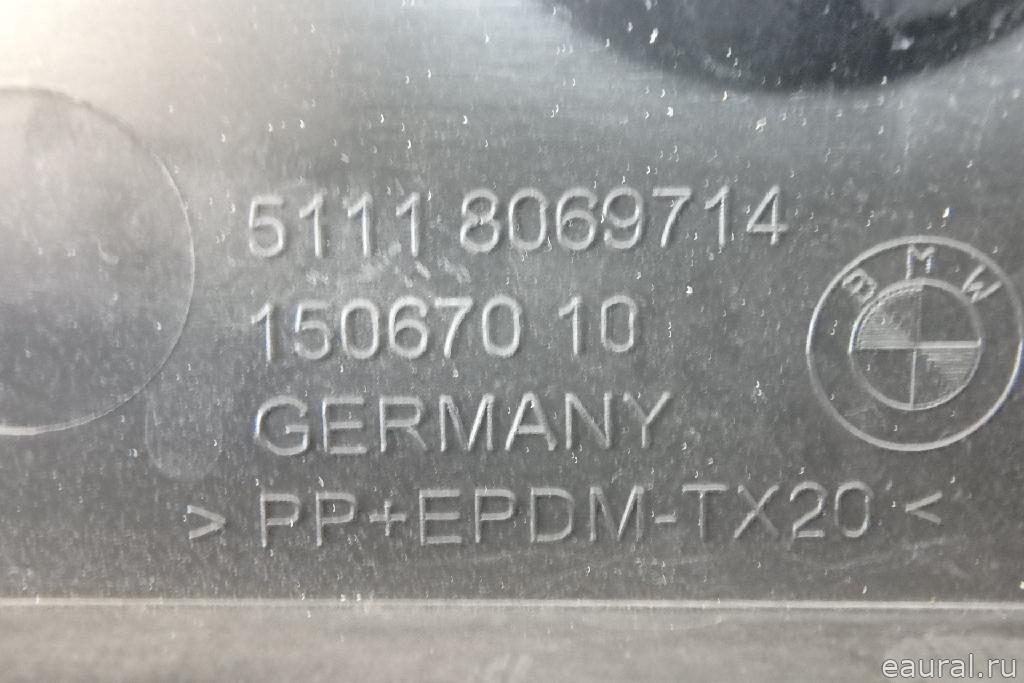 5111 8069714
150670 10
BMW
GERMANY
> PP+EPDM-TX20 <
eaural.ru